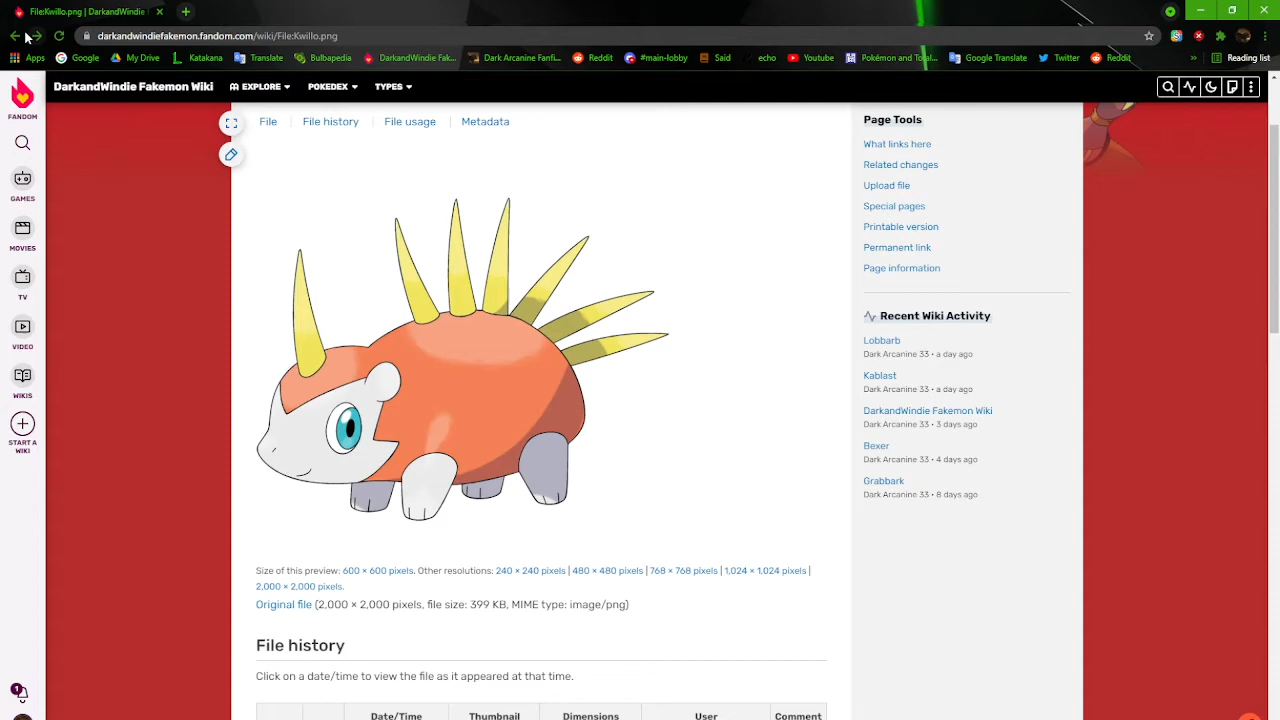 File:Kwillo.png | DarkandWindie
darkandwindiefakemon.fandom.com/wiki/File:Kwillo.png
Apps Google My Drive Katakana Translate Bulbapedia DarkandWindie Fak... Dark Arcanine Fanfic... Reddit #main-lobby Said echo Youtube Pokémon and Total... Google Translate Twitter Reddit » Reading list
DarkandWindie Fakemon Wiki EXPLORE POKEDEX TYPES
FANDOM
GAMES
MOVIES
TV
VIDEO
WIKIS
START A
WIKI
1
File File history File usage Metadata
Size of this preview: 600 × 600 pixels. Other resolutions: 240 × 240 pixels | 480 × 480 pixels | 768 × 768 pixels | 1,024 × 1,024 pixels |
2,000 × 2,000 pixels.
Original file (2,000 × 2,000 pixels, file size: 399 KB, MIME type: image/png)
File history
Click on a date/time to view the file as it appeared at that time.
Date/Time Thumbnail Dimensions User Comment
Page Tools
What links here
Related changes
Upload file
Special pages
Printable version
Permanent link
Page information
Recent Wiki Activity
Lobbarb
Dark Arcanine 33 • a day ago
Kablast
Dark Arcanine 33 • a day ago
DarkandWindie Fakemon Wiki
Dark Arcanine 33 • 3 days ago
Bexer
Dark Arcanine 33 • 4 days ago
Grabbark
Dark Arcanine 33 • 8 days ago